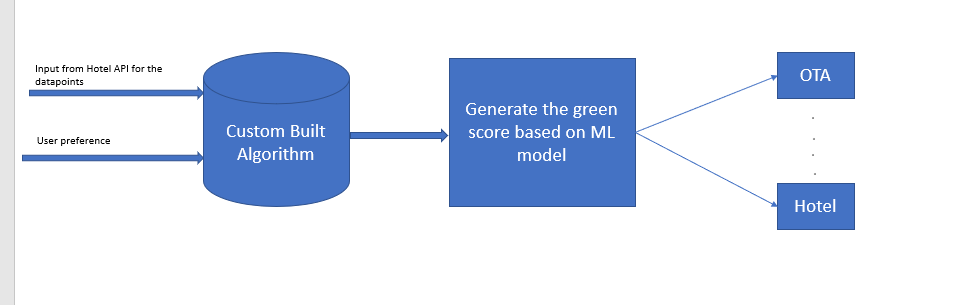 Input from Hotel API for the
datapoints
User preference
Custom Built
Algorithm
Generate the green
score based on ML
model
OTA
Hotel